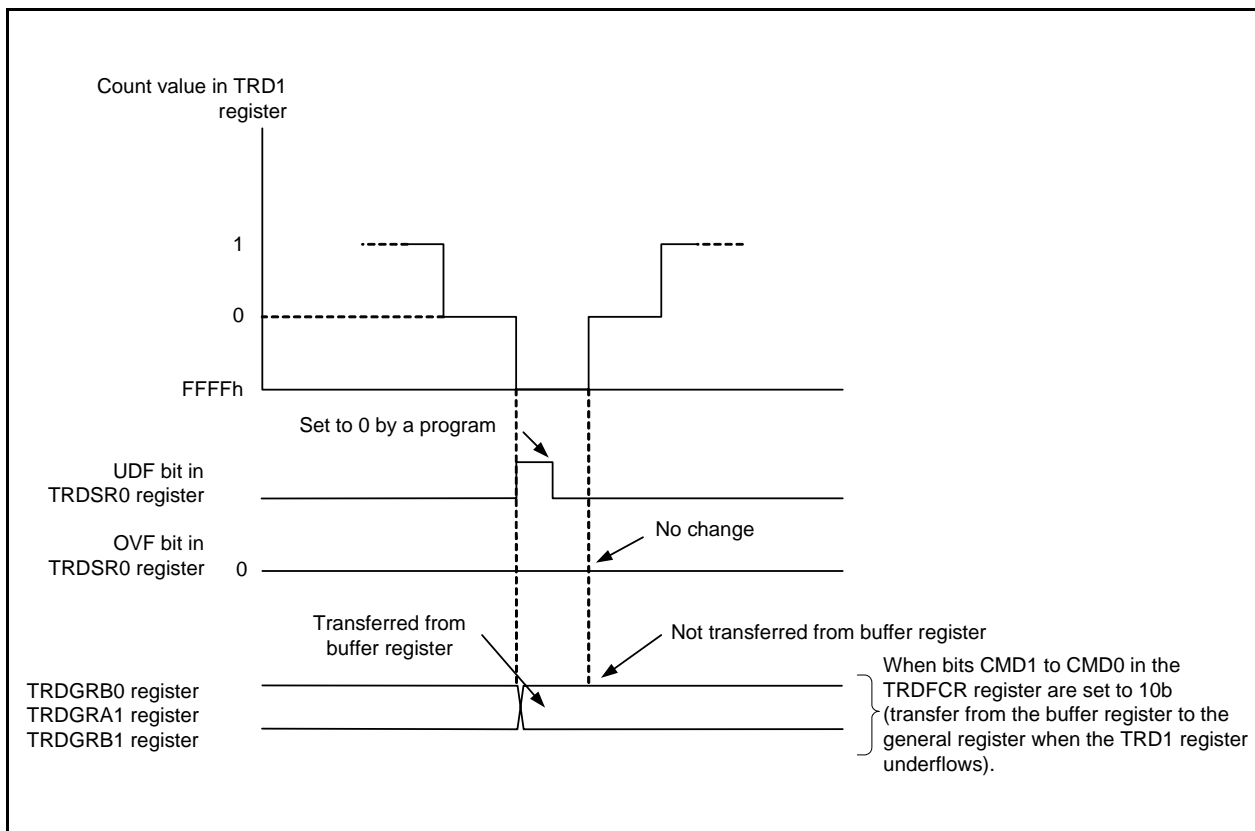 Count value in TRD1
register
1
0
FFFFh
Set to 0 by a program
UDF bit in
TRDSR0 register
No change
OVF bit in
TRDSR0 register
0
Transferred from
buffer register
Not transferred from buffer register
TRDGRB0 register
TRDGRA1 register
TRDGRB1 register
When bits CMD1 to CMD0 in the
TRDFCR register are set to 10b
(transfer from the buffer register to the
general register when the TRD1 register
underflows).